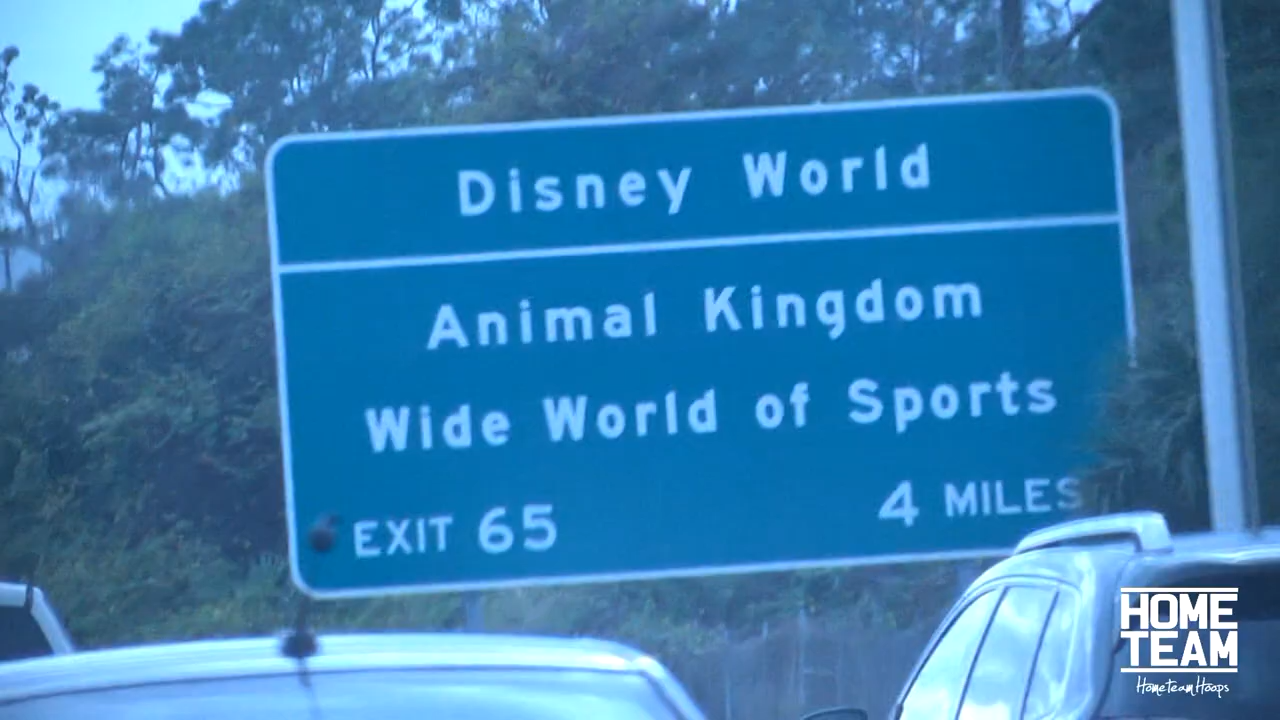 Disney World
Animal Kingdom
Wide World of Sports
EXIT 65 4 MILES
HOME
TEAM
HometeamHoops